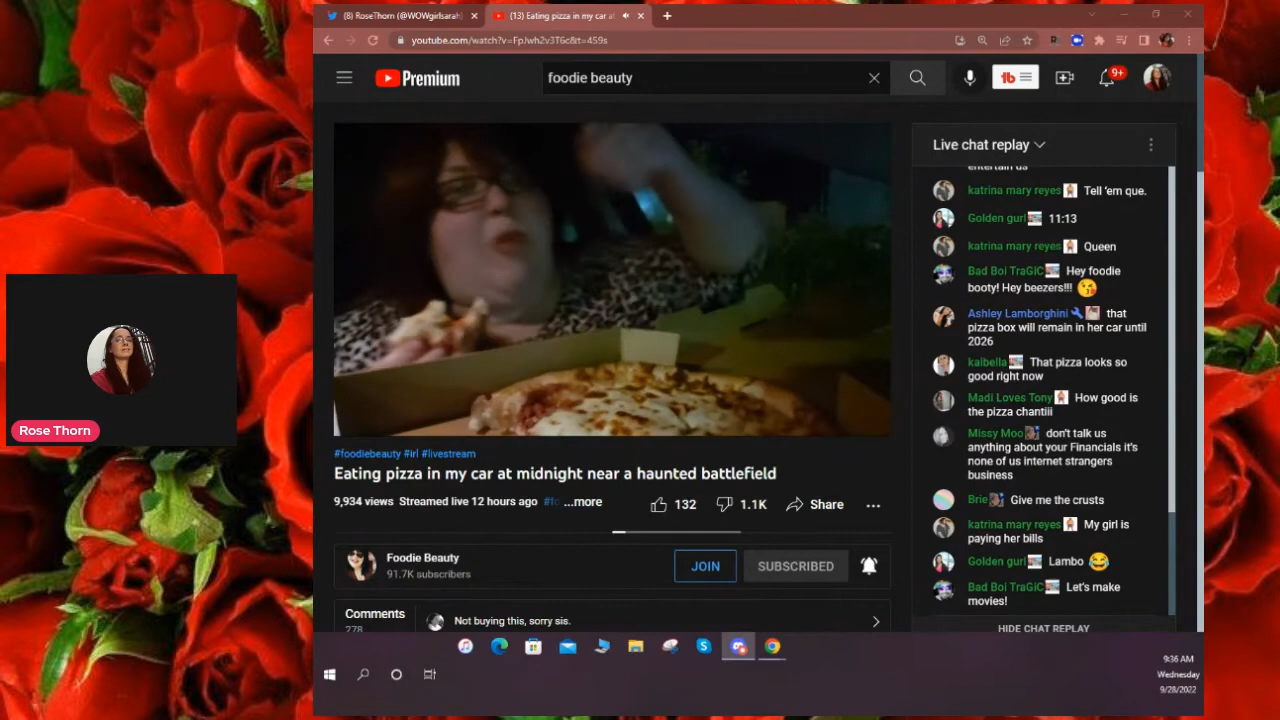 (8) RoseThorn (@WOWgirlsarah)
(13) Eating pizza in my car at
youtube.com/watch?v=FpJwh2v3T6c&t=459s
Premium
foodie beauty
9+
Live chat replay
entertain us
katrina mary reyes Tell 'em que.
Golden gurl 11:13
katrina mary reyes Queen
Bad Boi TraGIC Hey foodie
booty! Hey beezers!!!
Ashley Lamborghini that
pizza box will remain in her car until
2026
kaibella That pizza looks so
good right now
Madi Loves Tony How good is
the pizza chantiii
Missy Moo don't talk us
anything about your Financials it's
none of us internet strangers
business
Brie Give me the crusts
katrina mary reyes My girl is
paying her bills
Golden gurl Lambo
Bad Boi TraGIC Let's make
movies!
HIDE CHAT REPLAY
Rose Thorn
#foodiebeauty #irl #livestream
Eating pizza in my car at midnight near a haunted battlefield
9,934 views Streamed live 12 hours ago ...more
132 1.1K Share
Foodie Beauty
91.7K subscribers
JOIN SUBSCRIBED
Comments
278
Not buying this, sorry sis.
9:36 AM
Wednesday
9/28/2022